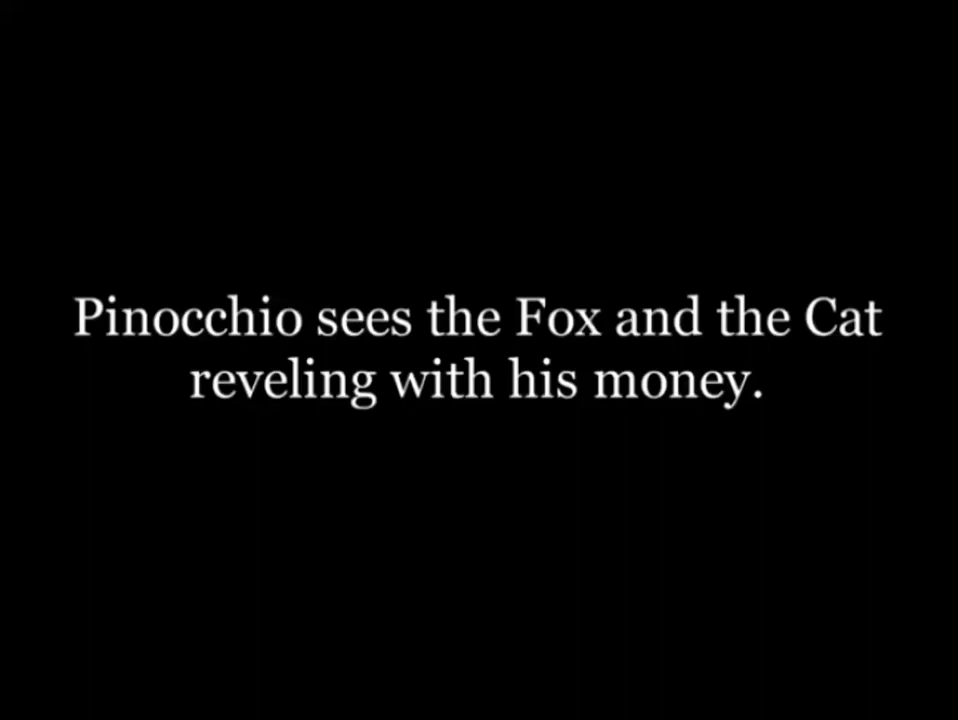 Pinocchio sees the Fox and the Cat
reveling with his money.